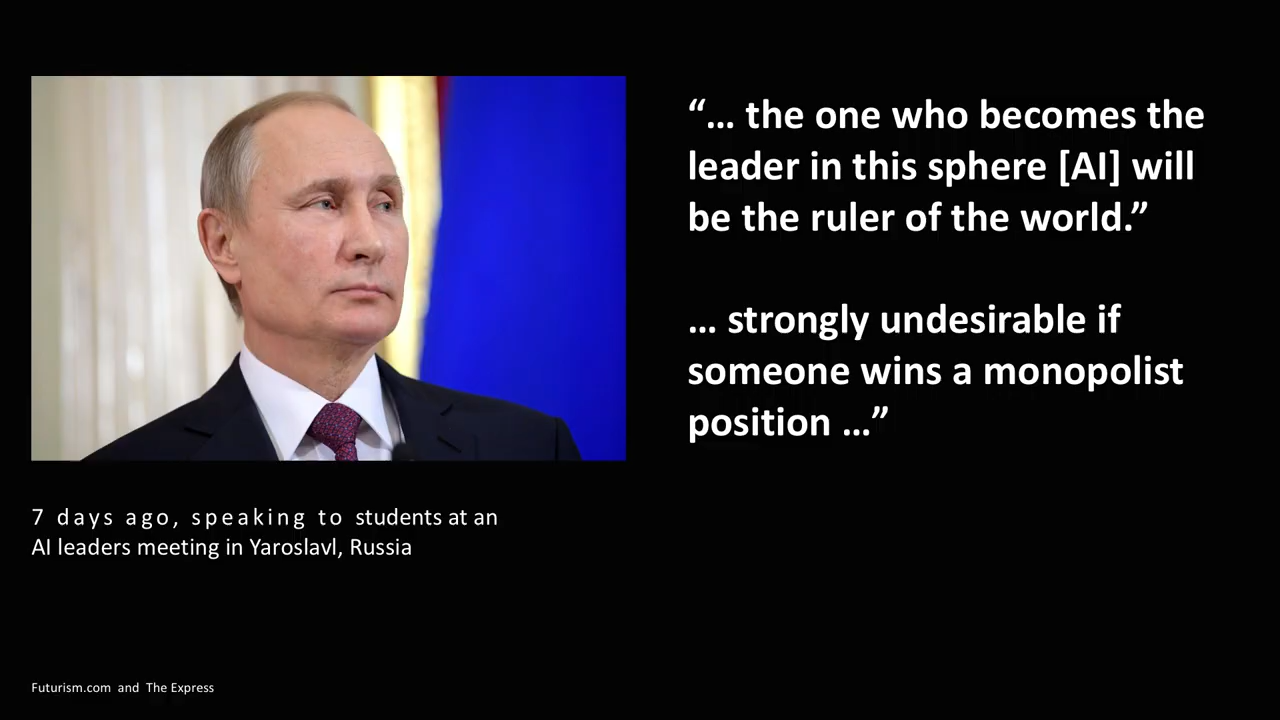 “... the one who becomes the
leader in this sphere [AI] will
be the ruler of the world.”
... strongly undesirable if
someone wins a monopolist
position ...”
7 days ago, speaking to students at an
AI leaders meeting in Yaroslavl, Russia
Futurism.com and The Express